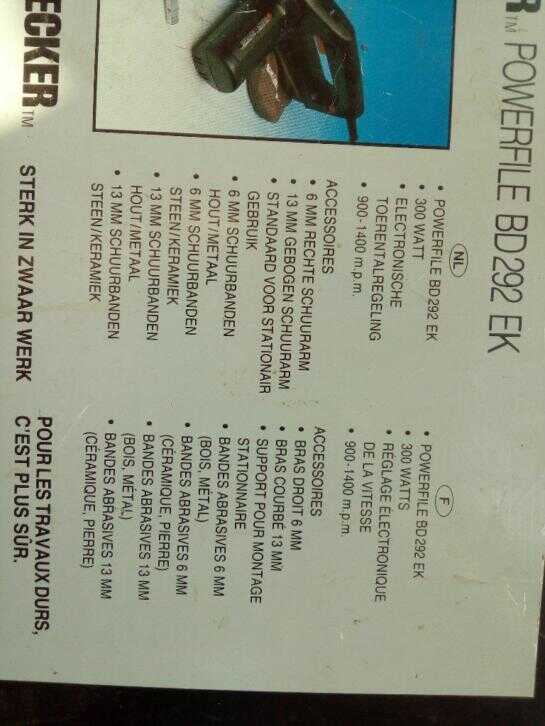 R™ POWERFILE BD292 EK
NL
• POWERFILE BD292 EK
• 300 WATT
• ELECTRONISCHE
TOERENTALREGELING
• 900-1400 m.p.m.
ACCESSOIRES
• 6 MM RECHTE SCHUURARM
• 13 MM GEBOGEN SCHUURARM
• STANDAARD VOOR STATIONAIR
GEBRUIK
• 6 MM SCHUURBANDEN
HOUT/METAAL
• 6 MM SCHUURBANDEN
STEEN/KERAMIEK
• 13 MM SCHUURBANDEN
HOUT/METAAL
• 13 MM SCHUURBANDEN
STEEN/KERAMIEK
F
• POWERFILE BD292 EK
• 300 WATTS
• RÉGLAGE ÉLECTRONIQUE
DE LA VITESSE
• 900-1400 m.p.m.
ACCESSOIRES
• BRAS DROIT 6 MM
• BRAS COURBÉ 13 MM
• SUPPORT POUR MONTAGE
STATIONNAIRE
• BANDES ABRASIVES 6 MM
(BOIS, MÉTAL)
• BANDES ABRASIVES 6 MM
(CÉRAMIQUE, PIERRE)
• BANDES ABRASIVES 13 MM
(BOIS, MÉTAL)
• BANDES ABRASIVES 13 MM
(CÉRAMIQUE, PIERRE)
ECKER™
STERK IN ZWAAR WERK
POUR LES TRAVAUX DURS,
C'EST PLUS SÛR.